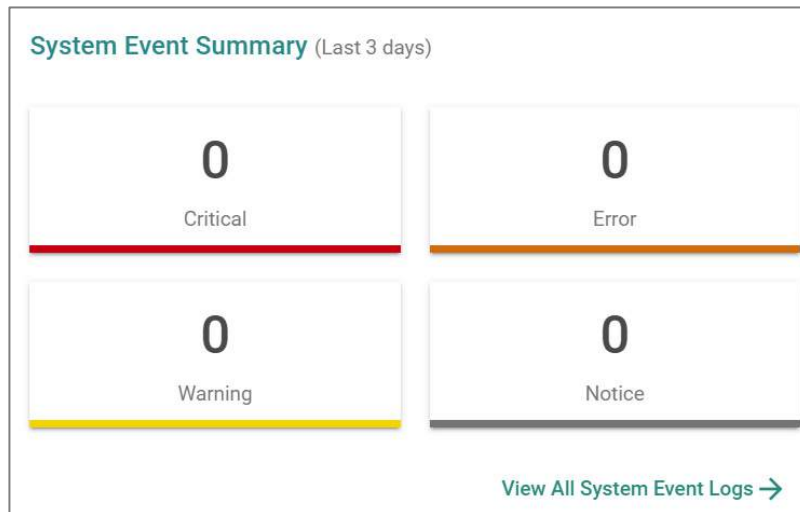 System Event Summary (Last 3 days)
0
Critical
0
Error
0
Warning
0
Notice
View All System Event Logs